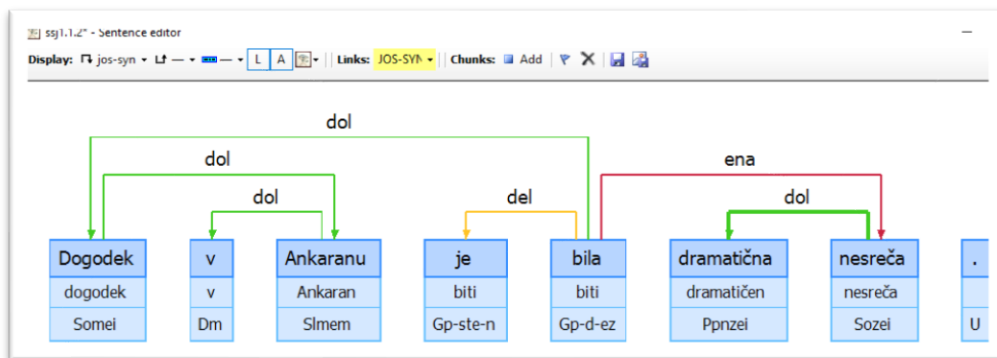 ssj1.1.2* - Sentence editor
Display: jos-syn L A Links: JOS-SYN Chunks: Add
dol
dol ena
dol del dol
Dogodek v Ankaranu je bila dramatična nesreča .
dogodek v Ankaran biti biti dramatičen nesreča
Somei Dm Slmem Gp-ste-n Gp-d-ez Ppnzei Sozei U